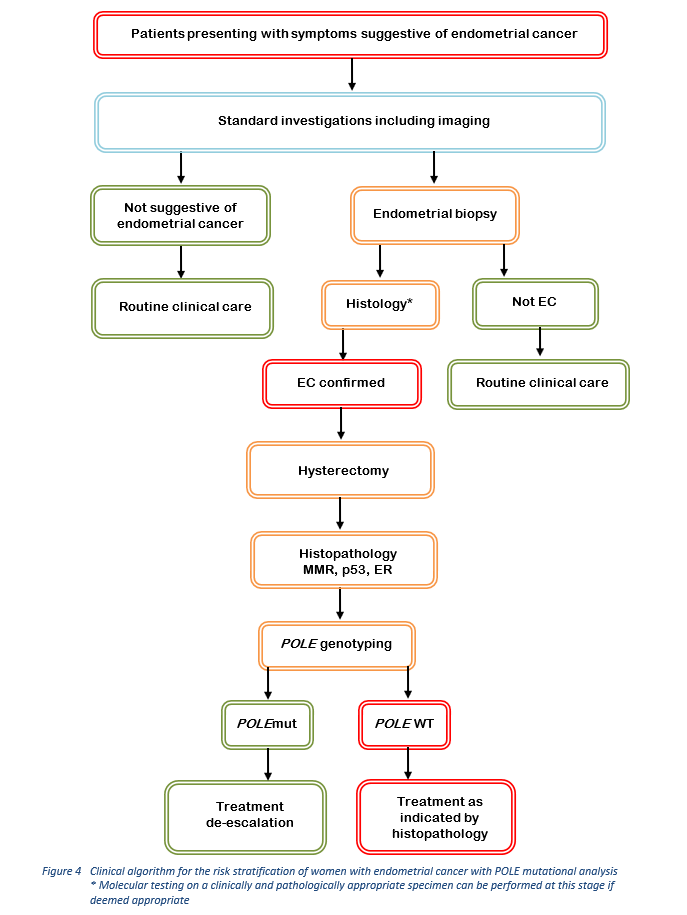 Patients presenting with symptoms suggestive of endometrial cancer
Standard investigations including imaging
Not suggestive of
endometrial cancer
Endometrial biopsy
Routine clinical care
Histology*
Not EC
EC confirmed
Routine clinical care
Hysterectomy
Histopathology
MMR, p53, ER
POLE genotyping
POLEmut
POLE WT
Treatment
de-escalation
Treatment as
indicated by
histopathology
Figure 4 Clinical algorithm for the risk stratification of women with endometrial cancer with POLE mutational analysis
* Molecular testing on a clinically and pathologically appropriate specimen can be performed at this stage if
deemed appropriate